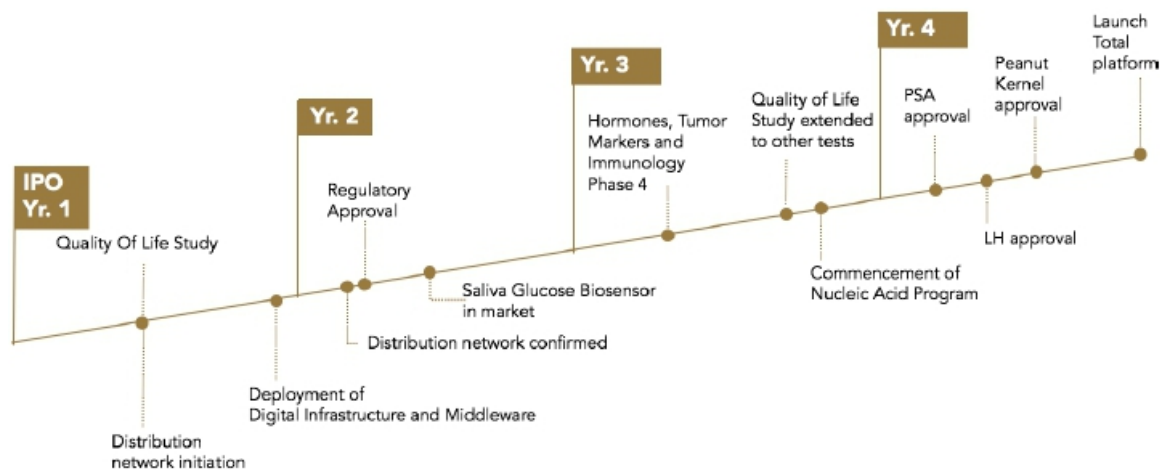 IPO
Yr. 1
Quality Of Life Study
Distribution
network initiation
Deployment of
Digital Infrastructure and Middleware
Yr. 2
Distribution network confirmed
Regulatory
Approval
Saliva Glucose Biosensor
in market
Yr. 3
Hormones, Tumor
Markers and
Immunology
Phase 4
Quality of Life
Study extended
to other tests
Commencement of
Nucleic Acid Program
Yr. 4
PSA
approval
LH approval
Peanut
Kernel
approval
Launch
Total
platform